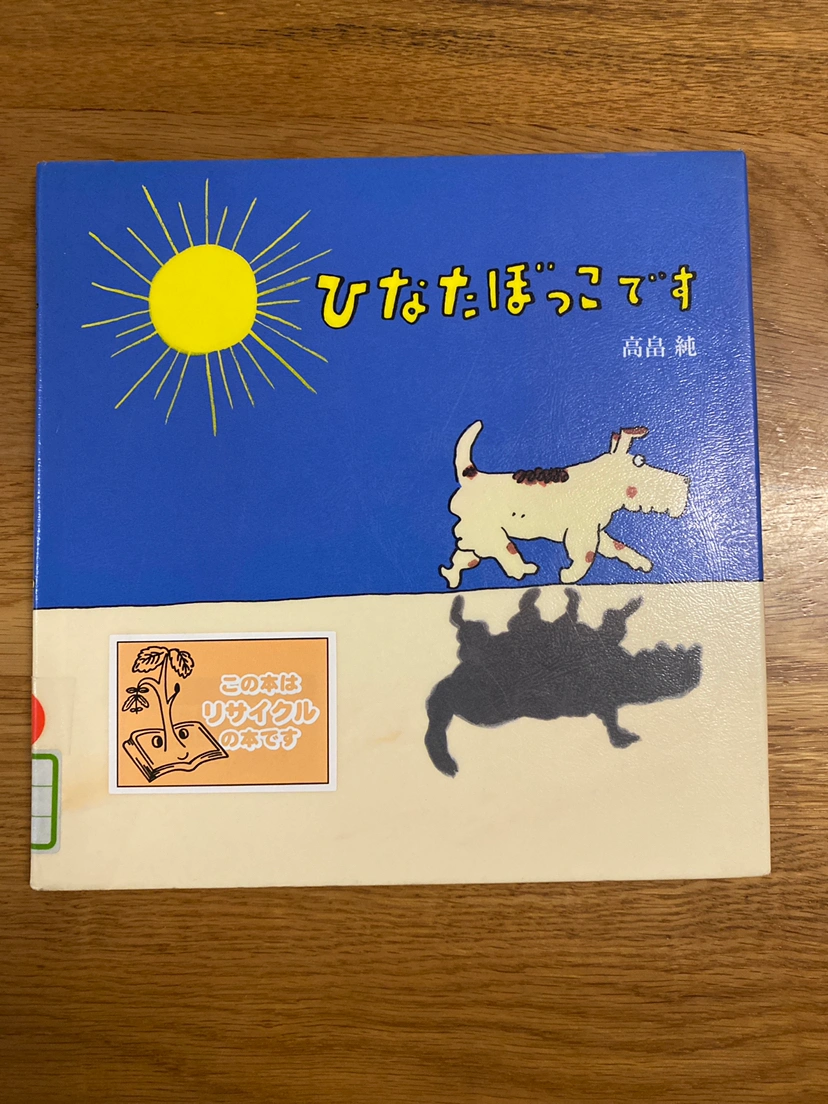 ひなたぼっこです
高畠 純
この本は
リサイクル
の本です